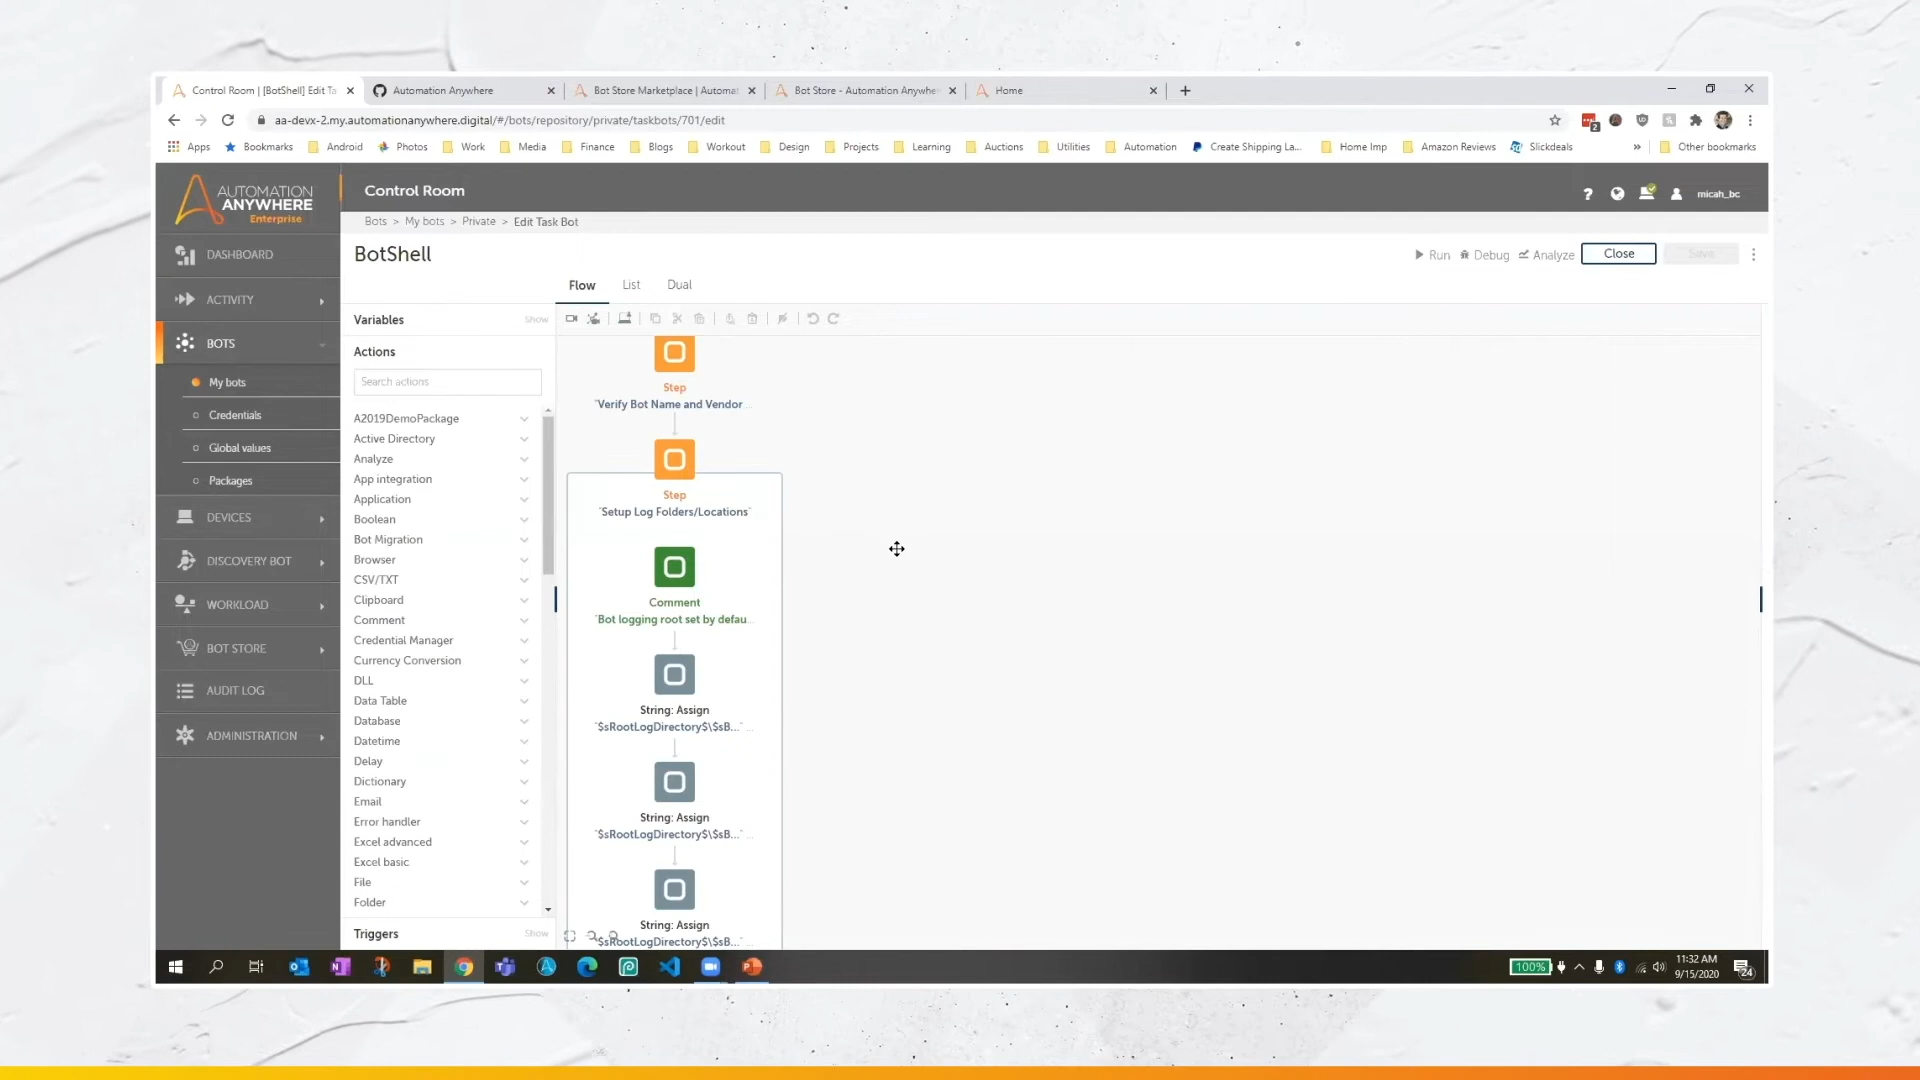 Control Room | [BotShell] Edit Ta
Automation Anywhere
Bot Store Marketplace | Automat
Bot Store - Automation Anywhe
Home
aa-devx-2.my.automationanywhere.digital/#/bots/repository/private/taskbots/701/edit
2
Apps
Bookmarks
Android
Photos
Work
Media
Finance
Blogs
Workout
Design
Projects
Learning
Auctions
Utilities
Automation
Create Shipping La...
Home Imp
Amazon Reviews
Slickdeals
»
Other bookmarks
AUTOMATION
ANYWHERE
Enterprise
Control Room
?
micah_bc
Bots > My bots > Private > Edit Task Bot
BotShell
Run
Debug
Analyze
Close
Save
Flow
List
Dual
DASHBOARD
ACTIVITY
BOTS
My bots
Credentials
Global values
Packages
DEVICES
DISCOVERY BOT
WORKLOAD
BOT STORE
AUDIT LOG
ADMINISTRATION
Variables
Show
Actions
Search actions
A2019DemoPackage
Active Directory
Analyze
App integration
Application
Boolean
Bot Migration
Browser
CSV/TXT
Clipboard
Comment
Credential Manager
Currency Conversion
DLL
Data Table
Database
Datetime
Delay
Dictionary
Email
Error handler
Excel advanced
Excel basic
File
Folder
Triggers
Show
Step
"Verify Bot Name and Vendor ...
Step
"Setup Log Folders/Locations"
Comment
"Bot logging root set by defau...
String: Assign
"$sRootLogDirectory$\$sB..." ...
String: Assign
"$sRootLogDirectory$\$sB..." ...
String: Assign
"$sRootLogDirectory$\$sB..." ...
100%
11:32 AM
9/15/2020
24